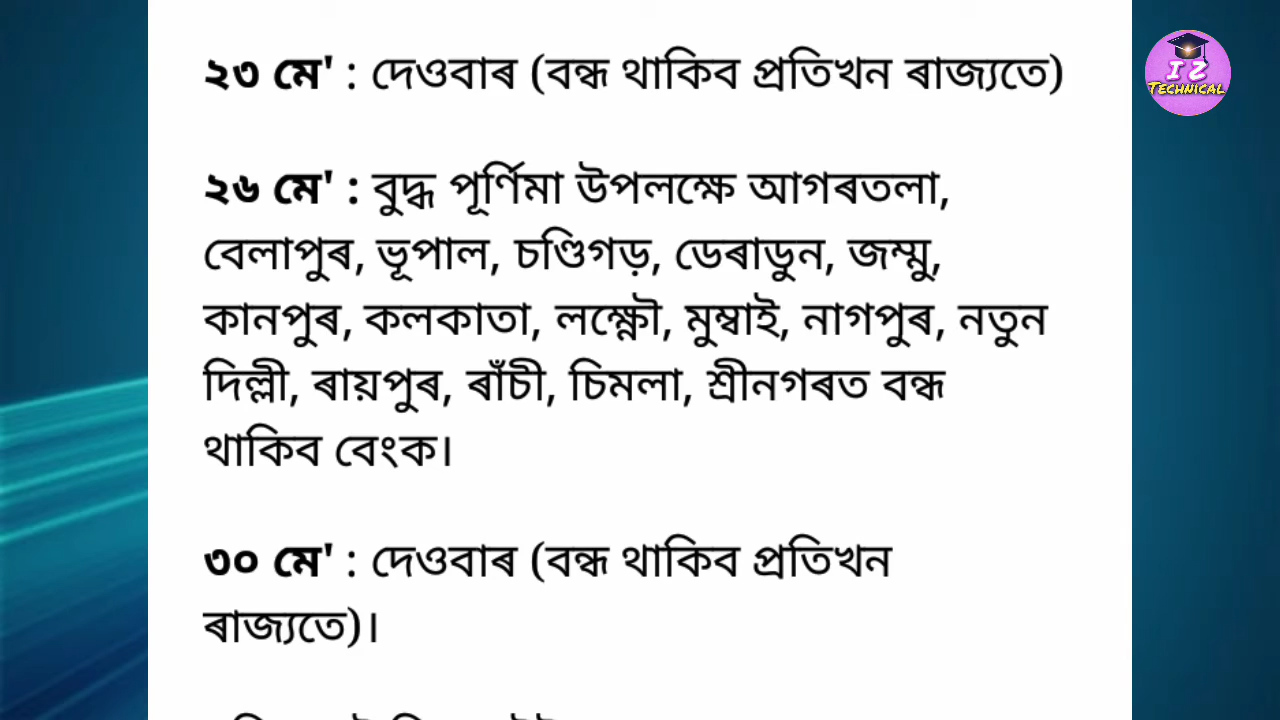 ২৩ মে' : দেওবাৰ (বন্ধ থাকিব প্ৰতিখন ৰাজ্যতে)
I Z
TECHNICAL
২৬ মে' : বুদ্ধ পূৰ্ণিমা উপলক্ষে আগৰতলা,
বেলাপুৰ, ভূপাল, চণ্ডিগড়, ডেৰাডুন, জম্মু,
কানপুৰ, কলকাতা, লক্ষ্ণৌ, মুম্বাই, নাগপুৰ, নতুন
দিল্লী, ৰায়পুৰ, ৰাঁচী, চিমলা, শ্ৰীনগৰত বন্ধ
থাকিব বেংক।
৩০ মে' : দেওবাৰ (বন্ধ থাকিব প্ৰতিখন
ৰাজ্যতে)।